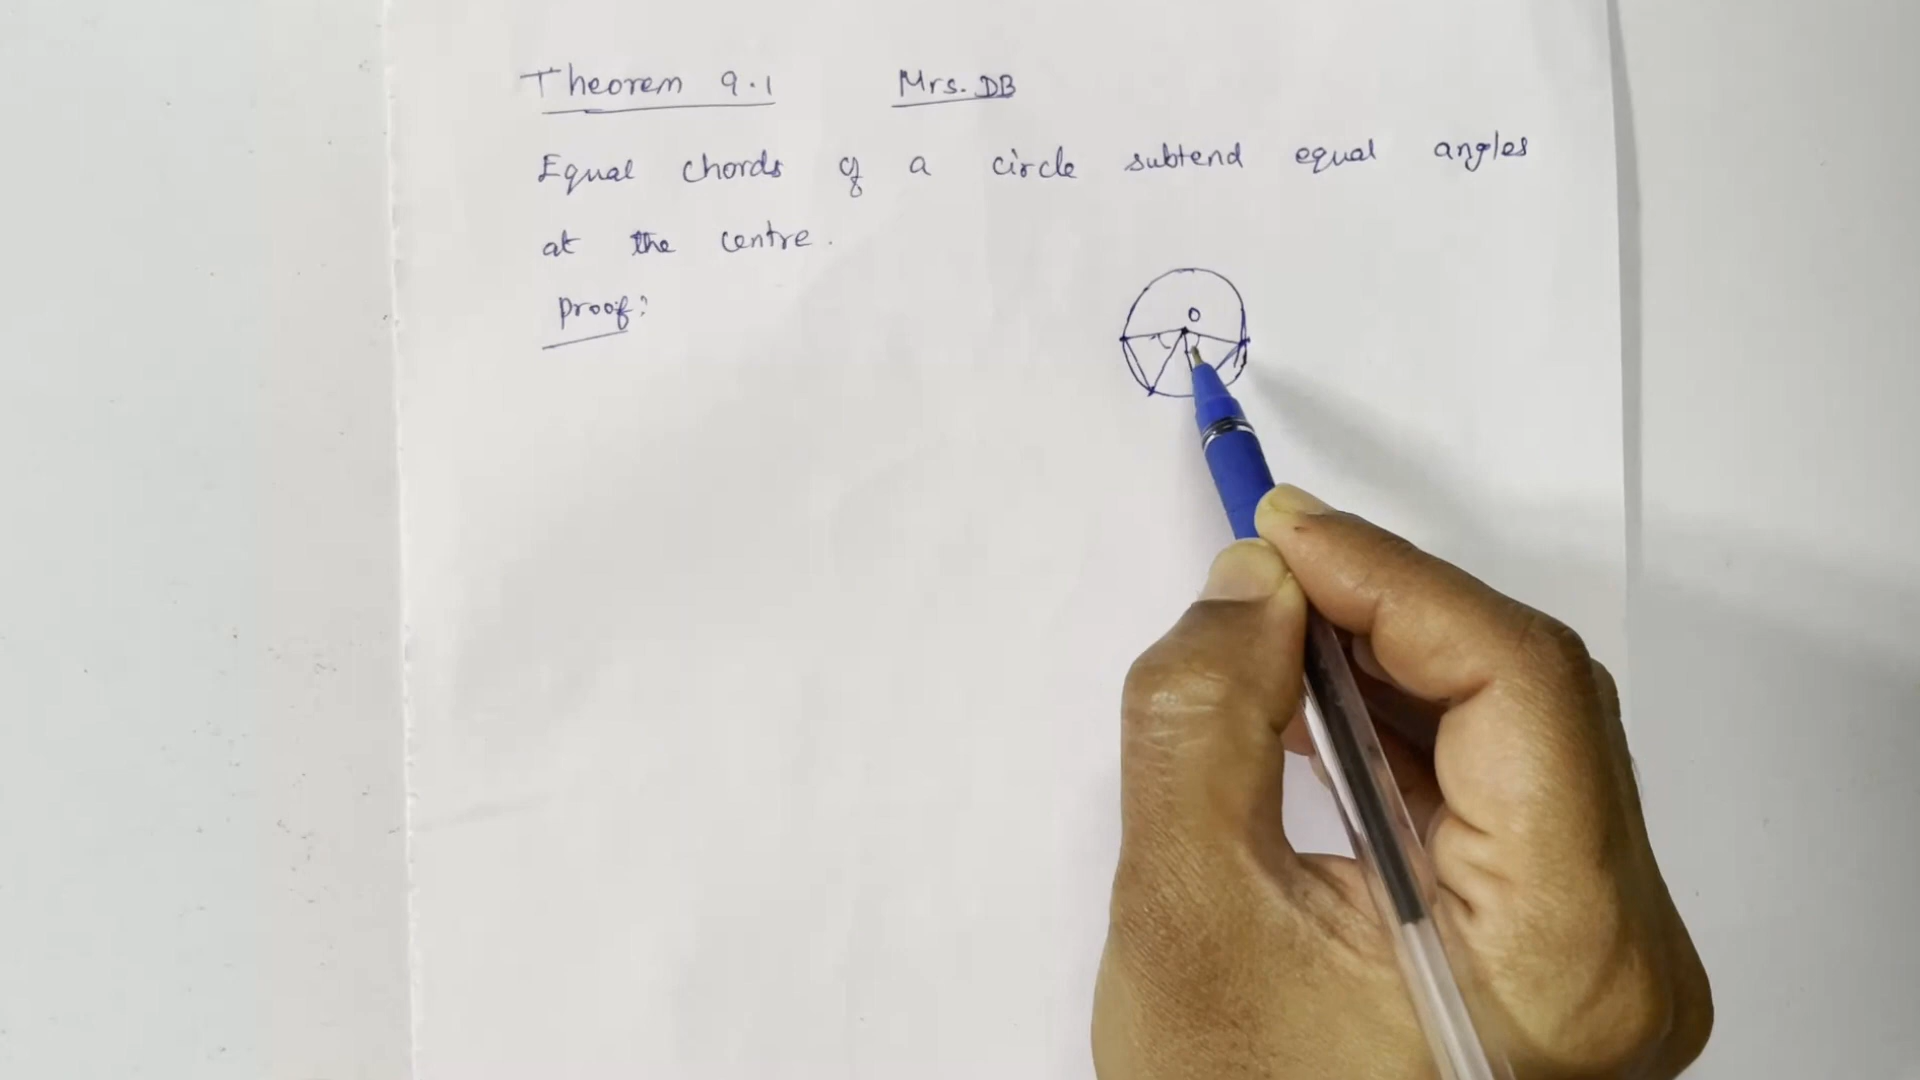 Theorem 9.1 Mrs. DB
Equal chords of a circle subtend equal angles
at the centre.
Proof:
O